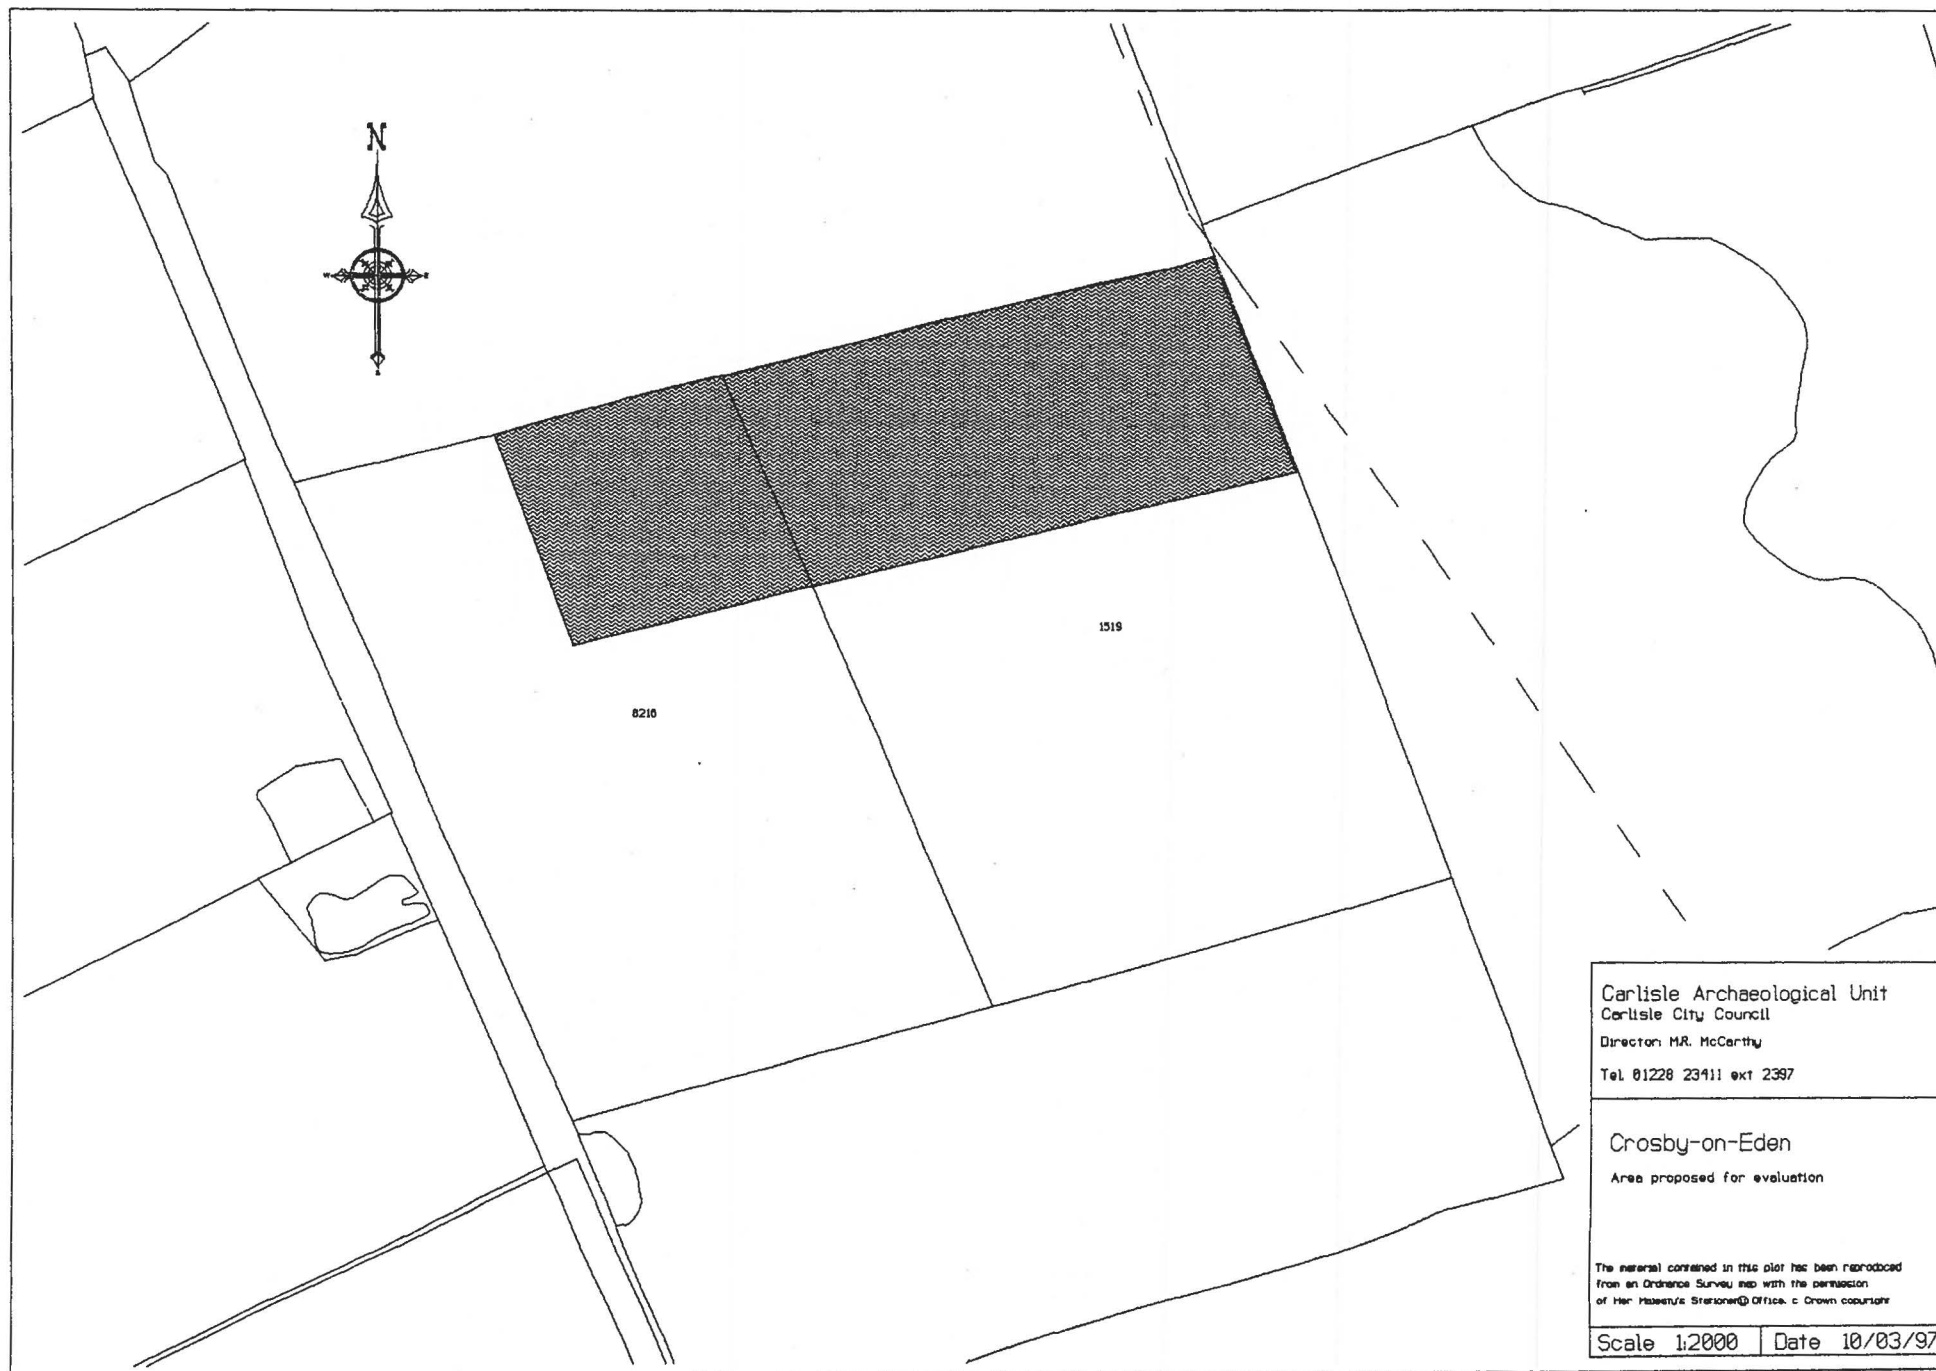 N
W
E
S
1519
8216
Carlisle Archaeological Unit
Carlisle City Council
Director: M.R. McCarthy
Tel. 01228 23411 ext 2397
Crosby-on-Eden
Area proposed for evaluation
The material contained in this plot has been reproduced
from an Ordnance Survey map with the permission
of Her Majesty's Stationery Office. c Crown copyright
Scale 1:2000
Date 10/03/97